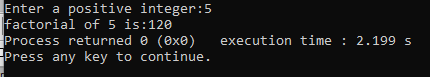 Enter a positive integer:5
factorial of 5 is:120
Process returned 0 (0x0)   execution time : 2.199 s
Press any key to continue.